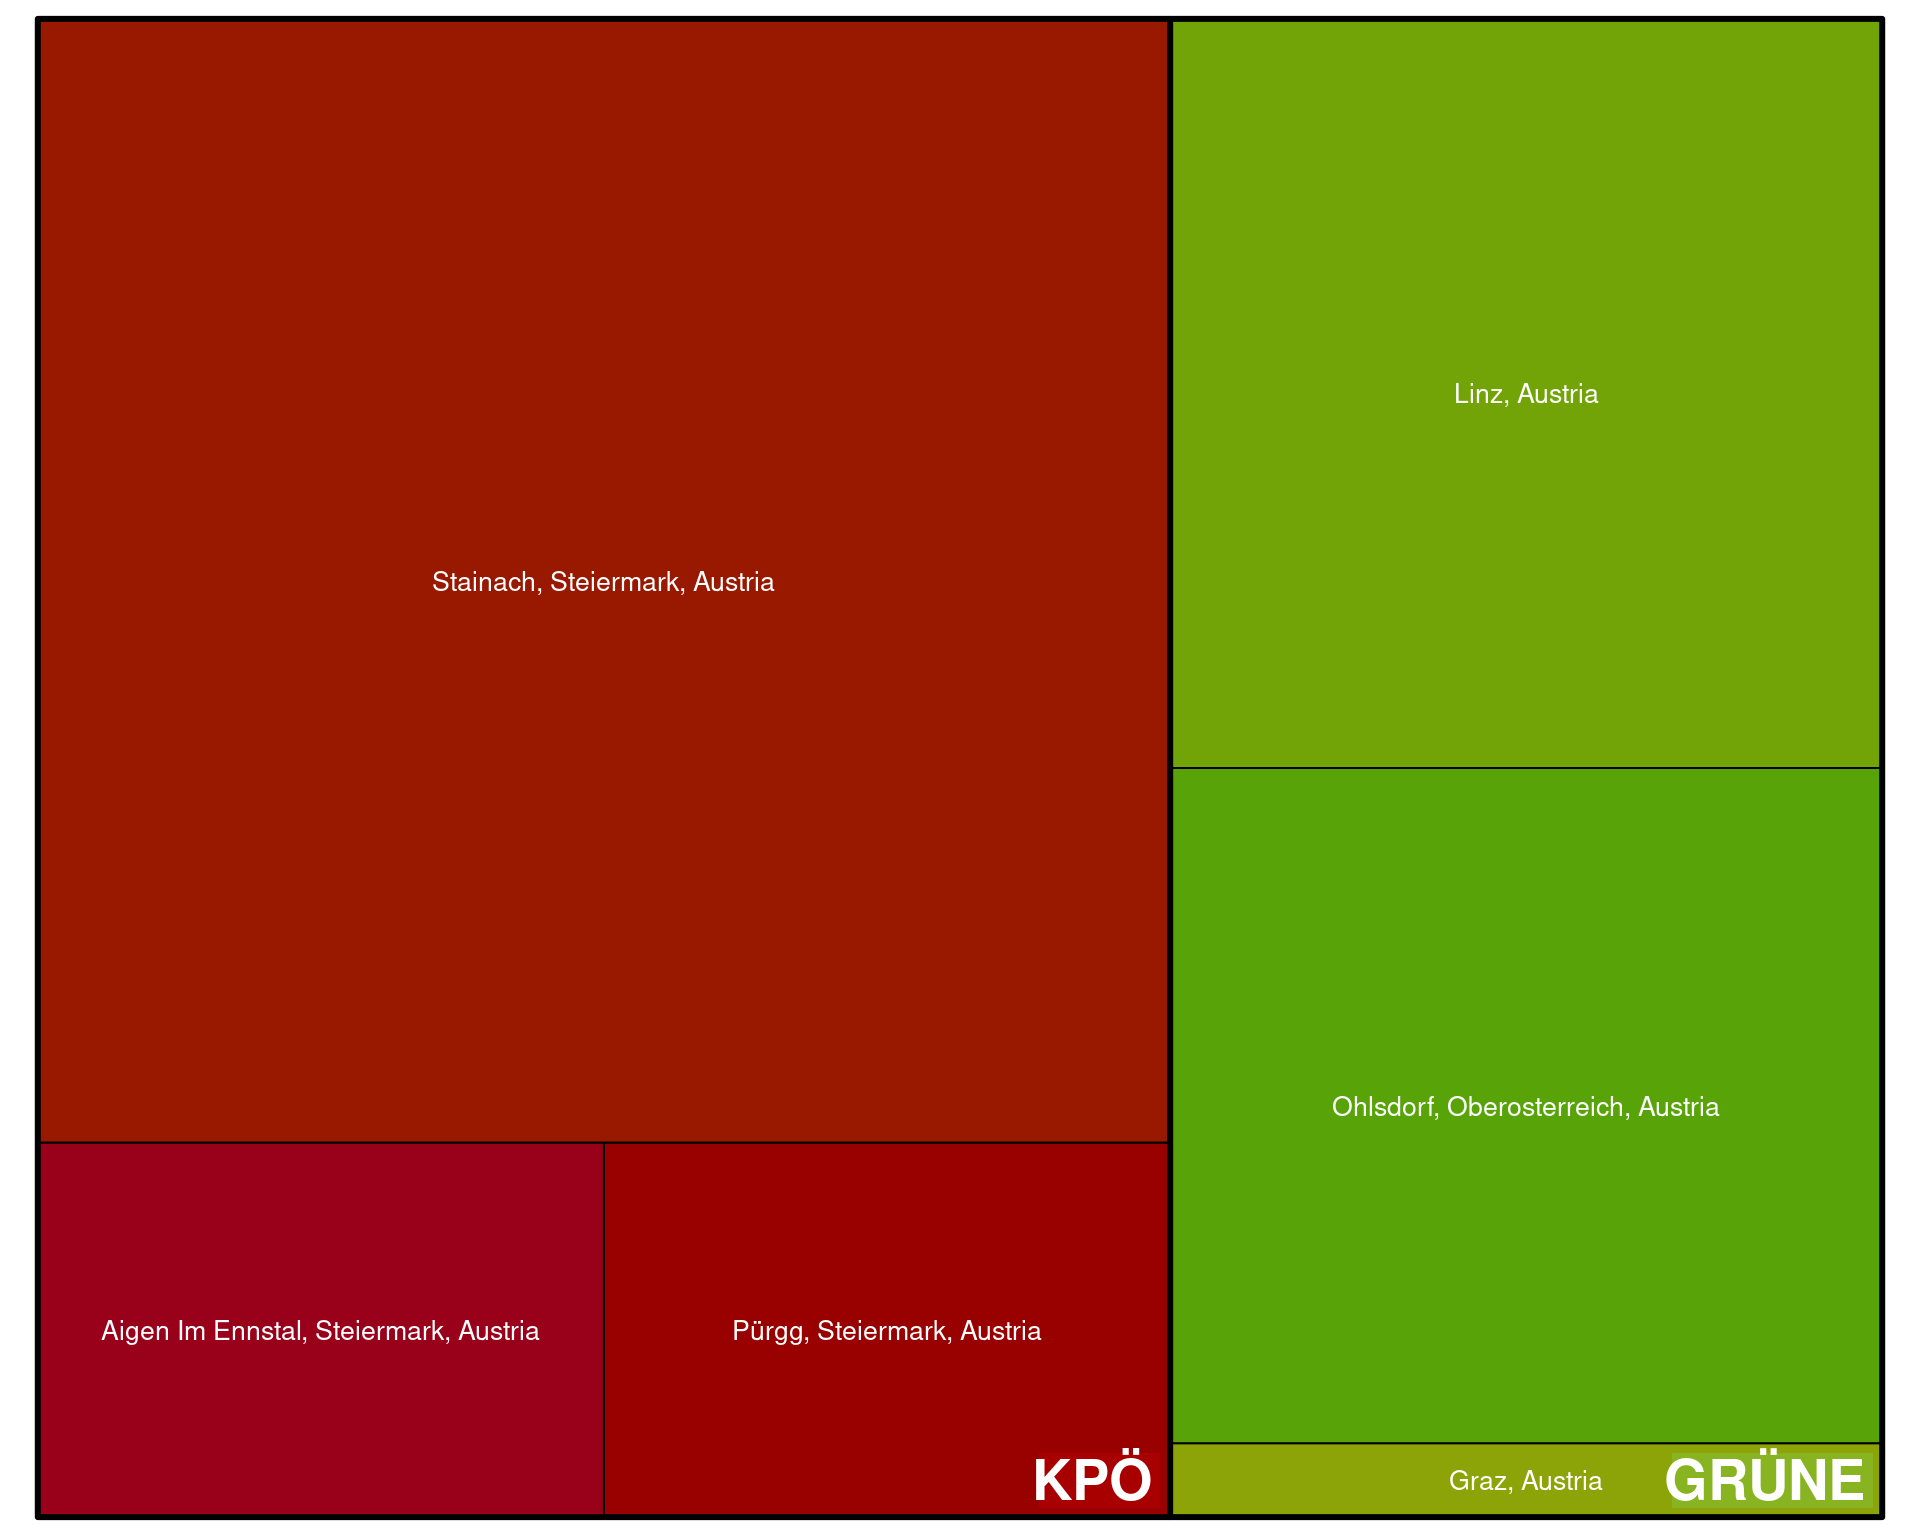 Linz, Austria
Stainach, Steiermark, Austria
Ohlsdorf, Oberosterreich, Austria
Aigen Im Ennstal, Steiermark, Austria
Pürgg, Steiermark, Austria
KPÖ
Graz, Austria
GRÜNE